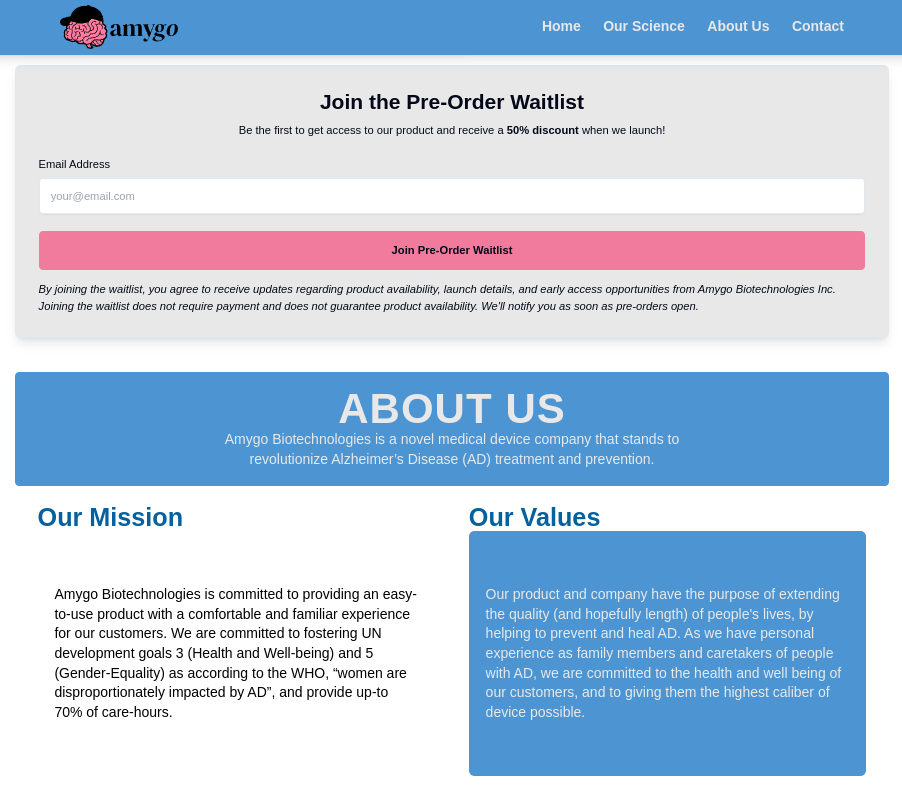 amygo
Home Our Science About Us Contact
Join the Pre-Order Waitlist
Be the first to get access to our product and receive a 50% discount when we launch!
Email Address
your@email.com
Join Pre-Order Waitlist
By joining the waitlist, you agree to receive updates regarding product availability, launch details, and early access opportunities from Amygo Biotechnologies Inc.
Joining the waitlist does not require payment and does not guarantee product availability. We'll notify you as soon as pre-orders open.
ABOUT US
Amygo Biotechnologies is a novel medical device company that stands to
revolutionize Alzheimer’s Disease (AD) treatment and prevention.
Our Mission
Amygo Biotechnologies is committed to providing an easy-
to-use product with a comfortable and familiar experience
for our customers. We are committed to fostering UN
development goals 3 (Health and Well-being) and 5
(Gender-Equality) as according to the WHO, “women are
disproportionately impacted by AD”, and provide up-to
70% of care-hours.
Our Values
Our product and company have the purpose of extending
the quality (and hopefully length) of people's lives, by
helping to prevent and heal AD. As we have personal
experience as family members and caretakers of people
with AD, we are committed to the health and well being of
our customers, and to giving them the highest caliber of
device possible.